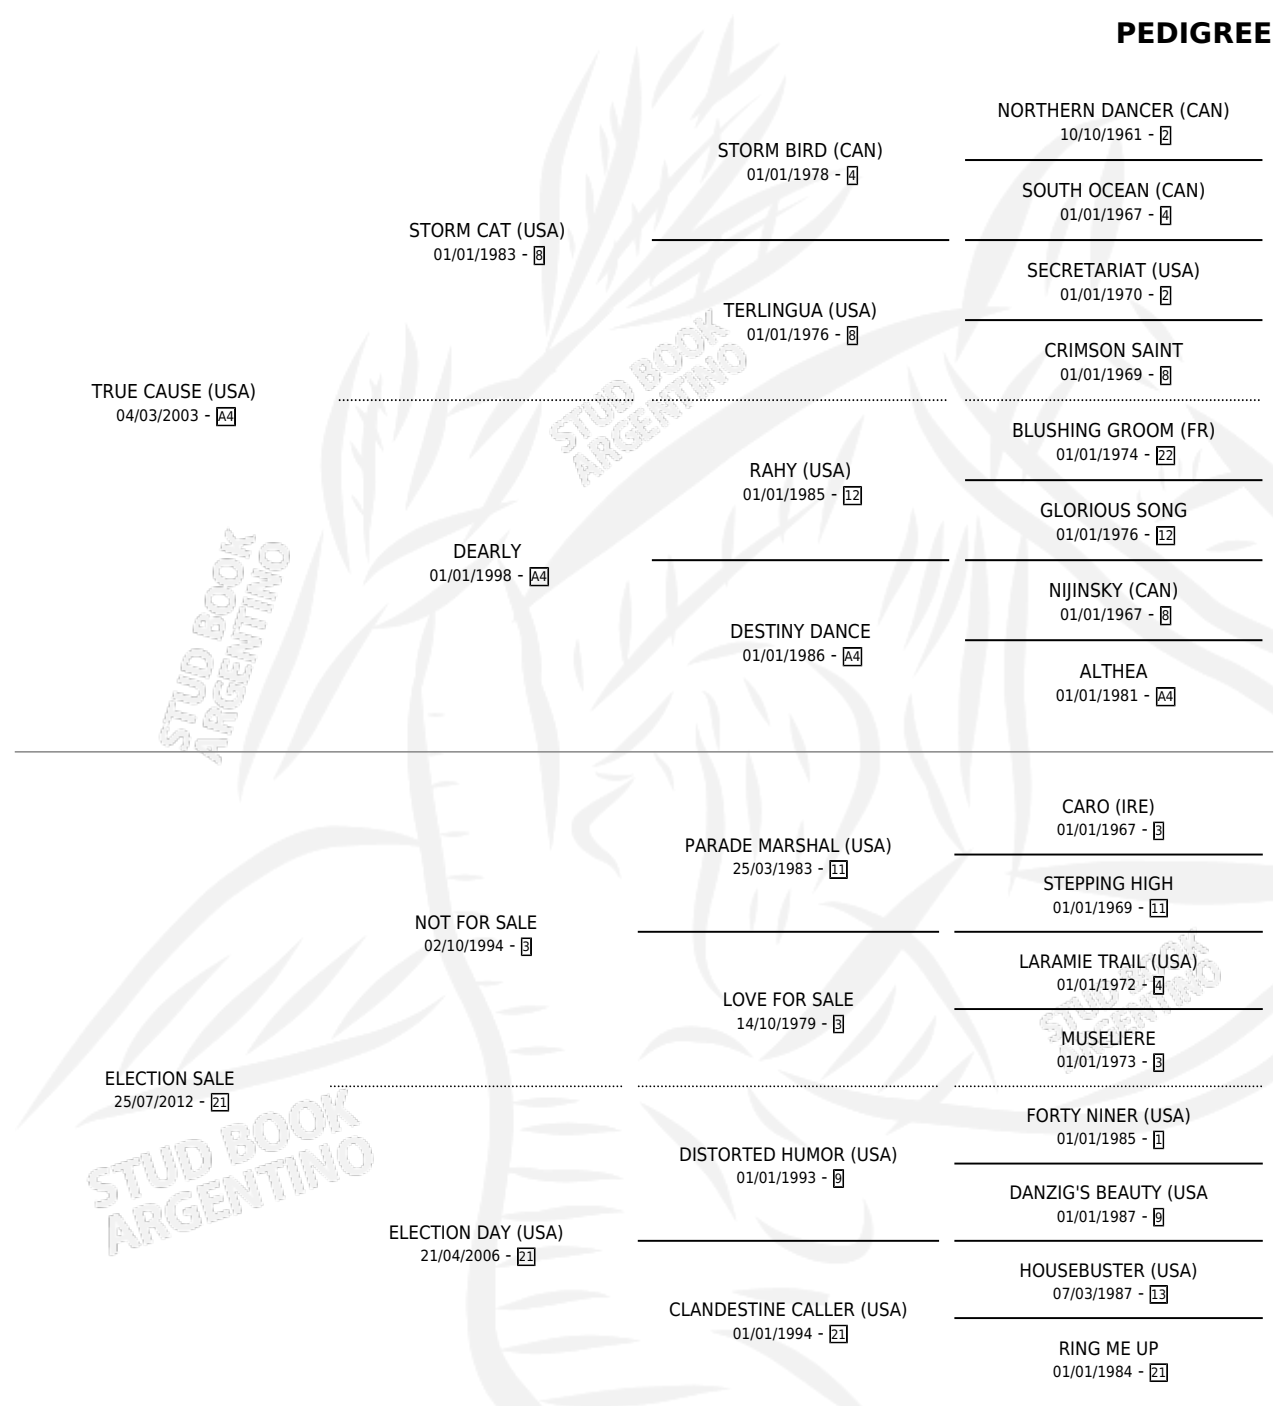 PEDIGREE
NORTHERN DANCER (CAN)
10/10/1961 - 2
STORM BIRD (CAN)
01/01/1978 - 4
SOUTH OCEAN (CAN)
01/01/1967 - 4
STORM CAT (USA)
01/01/1983 - 8
SECRETARIAT (USA)
01/01/1970 - 2
TERLINGUA (USA)
01/01/1976 - 8
CRIMSON SAINT
01/01/1969 - 8
TRUE CAUSE (USA)
04/03/2003 - A4
BLUSHING GROOM (FR)
01/01/1974 - 22
RAHY (USA)
01/01/1985 - 12
GLORIOUS SONG
01/01/1976 - 12
DEARLY
01/01/1998 - A4
NIJINSKY (CAN)
01/01/1967 - 8
DESTINY DANCE
01/01/1986 - A4
ALTHEA
01/01/1981 - A4
CARO (IRE)
01/01/1967 - 3
PARADE MARSHAL (USA)
25/03/1983 - 11
STEPPING HIGH
01/01/1969 - 11
NOT FOR SALE
02/10/1994 - 3
LARAMIE TRAIL (USA)
01/01/1972 - 4
LOVE FOR SALE
14/10/1979 - 3
MUSELIERE
01/01/1973 - 3
ELECTION SALE
25/07/2012 - 21
FORTY NINER (USA)
01/01/1985 - 1
DISTORTED HUMOR (USA)
01/01/1993 - 9
DANZIG'S BEAUTY (USA
01/01/1987 - 9
ELECTION DAY (USA)
21/04/2006 - 21
HOUSEBUSTER (USA)
07/03/1987 - 13
CLANDESTINE CALLER (USA)
01/01/1994 - 21
RING ME UP
01/01/1984 - 21
STUD BOOK
ARGENTINO
STUD BOOK
ARGENTINO
STUD BOOK
ARGENTINO
STUD BOOK
ARGENTINO